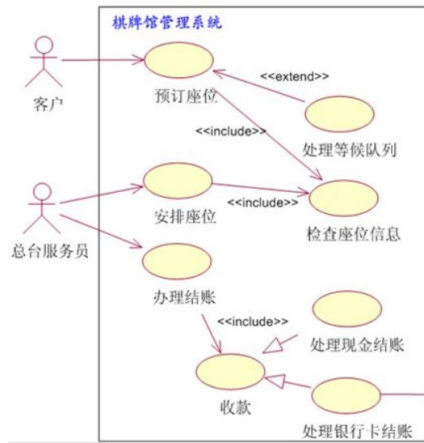 棋牌馆管理系统
客户
预订座位
<<extend>>
处理等候队列
<<include>>
总台服务员
安排座位
<<include>>
检查座位信息
办理结账
<<include>>
处理现金结账
收款
处理银行卡结账